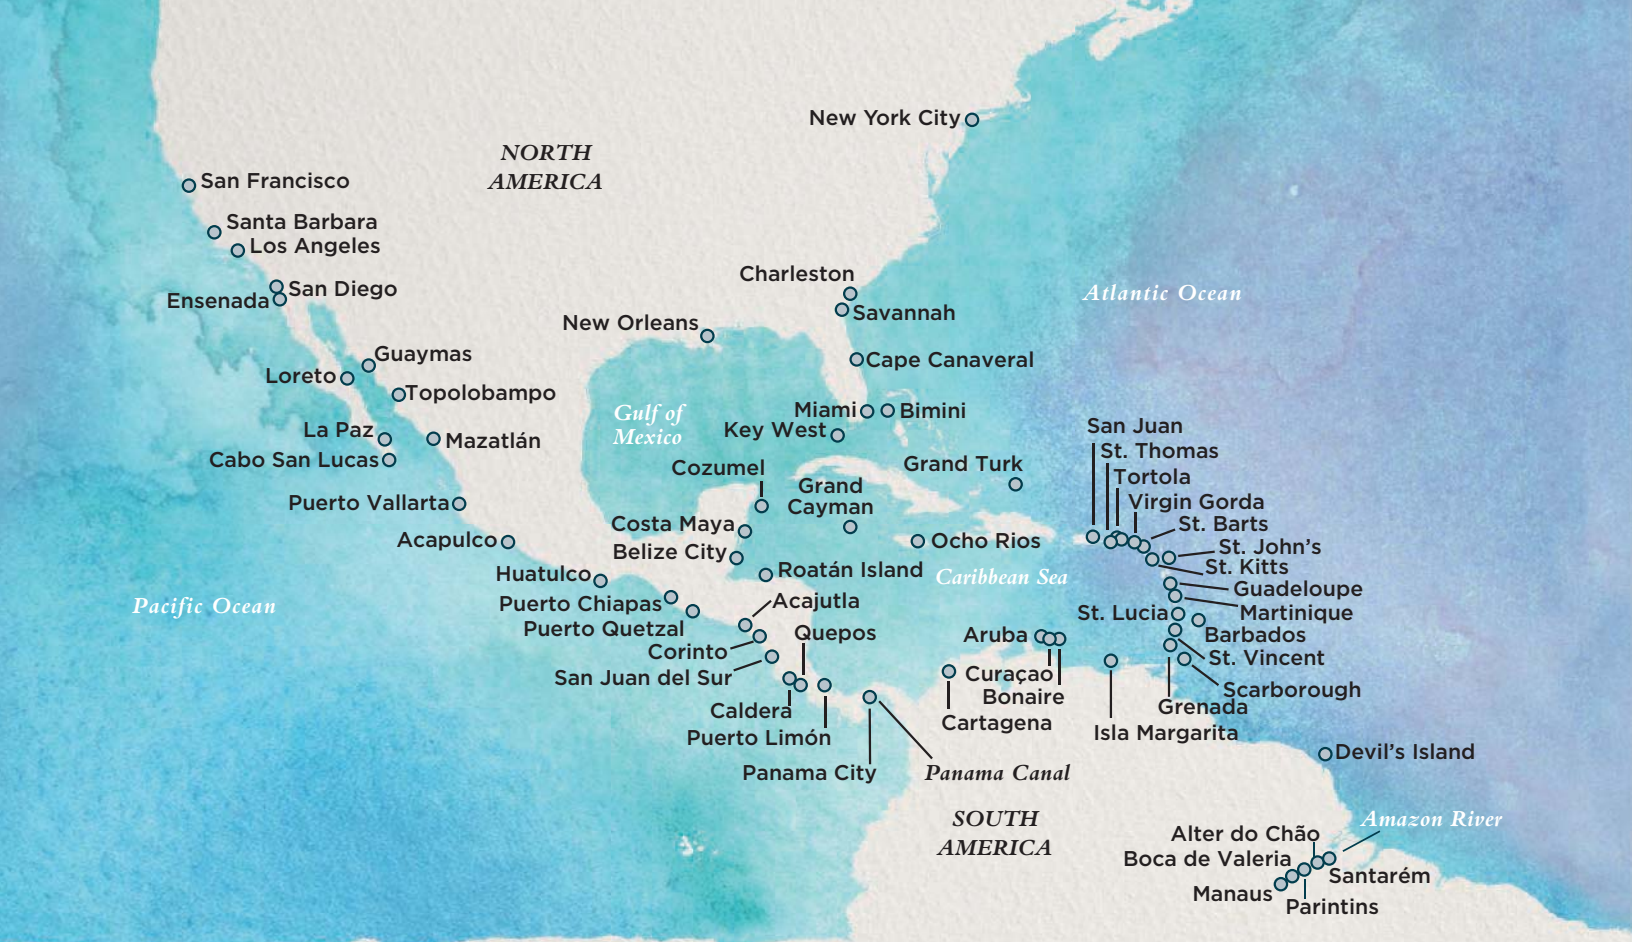 New York City
NORTH
AMERICA
San Francisco
Santa Barbara
Los Angeles
San Diego
Ensenada
Charleston
Savannah
Atlantic Ocean
New Orleans
Guaymas
Loreto
Cape Canaveral
Topolobampo
Gulf of
Mexico
Miami
Bimini
Key West
La Paz
Mazatlán
Cabo San Lucas
San Juan
St. Thomas
Tortola
Virgin Gorda
St. Barts
St. John's
St. Kitts
Guadeloupe
Martinique
St. Lucia
Barbados
St. Vincent
Scarborough
Grenada
Isla Margarita
Cozumel
Grand Turk
Grand
Cayman
Puerto Vallarta
Costa Maya
Acapulco
Belize City
Ocho Rios
Huatulco
Roatán Island
Caribbean Sea
Pacific Ocean
Puerto Chiapas
Acajutla
Puerto Quetzal
Quepos
Corinto
San Juan del Sur
Aruba
Curaçao
Bonaire
Cartagena
Caldera
Puerto Limón
Panama City
Panama Canal
Devil's Island
SOUTH
AMERICA
Amazon River
Alter do Chão
Boca de Valeria
Santarém
Manaus
Parintins